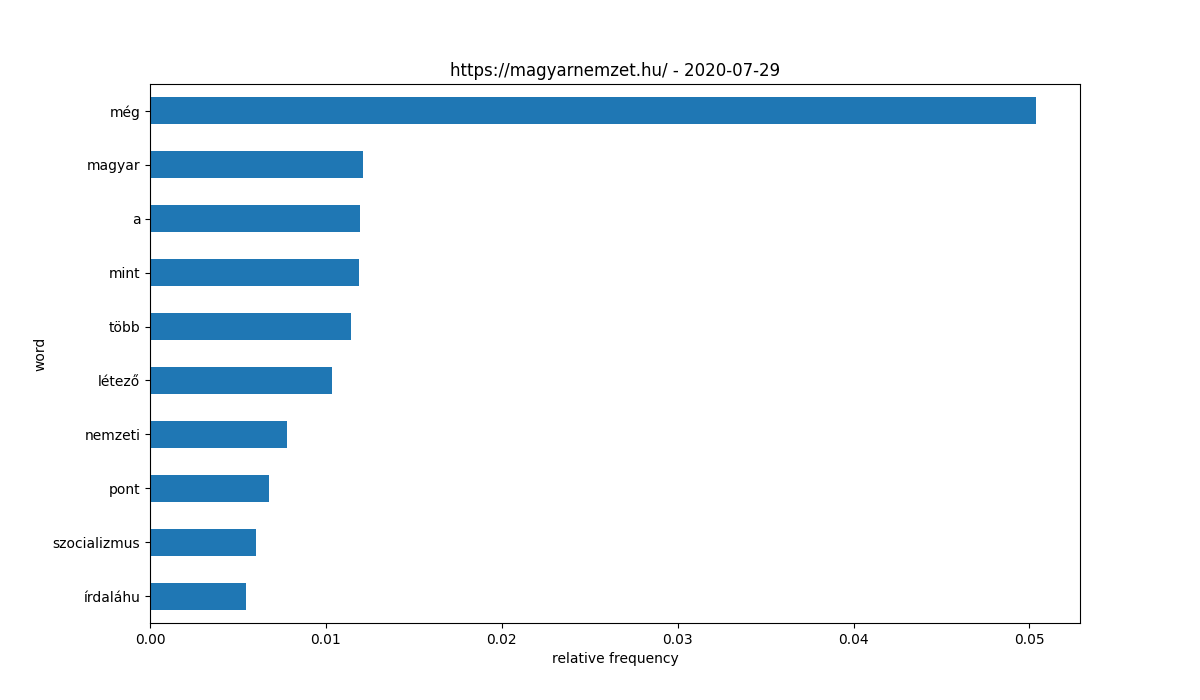 https://magyarnemzet.hu/ - 2020-07-29
még
magyar
a
mint
több
létező
nemzeti
pont
szocializmus
írdaláhu
word
0.00 0.01 0.02 0.03 0.04 0.05
relative frequency